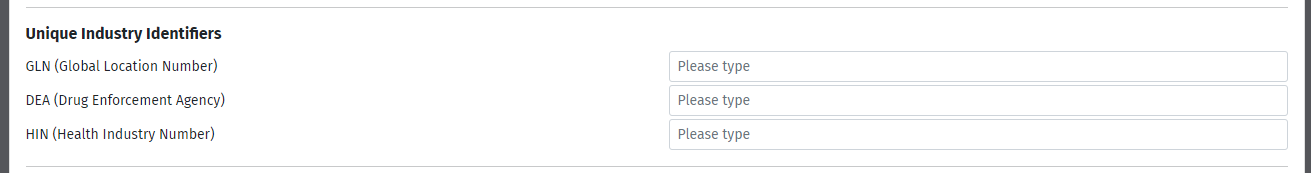 Unique Industry Identifiers
GLN (Global Location Number) Please type
DEA (Drug Enforcement Agency) Please type
HIN (Health Industry Number) Please type